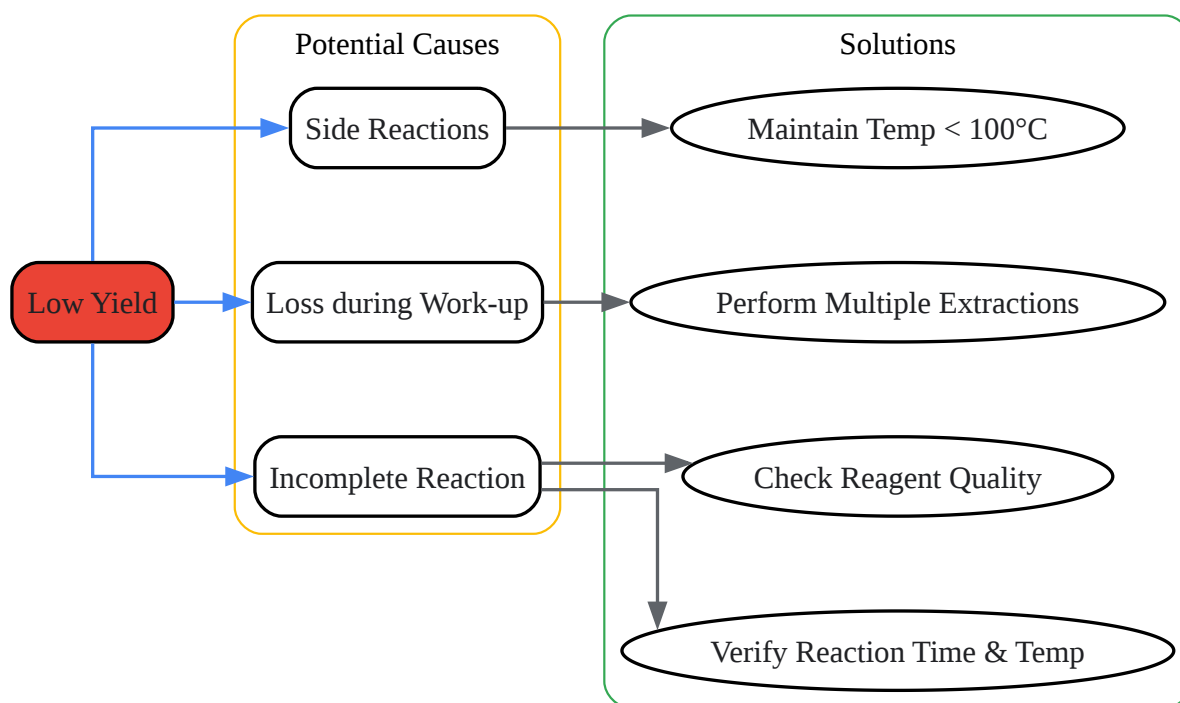 Potential Causes
Solutions
Side Reactions
Maintain Temp < 100°C
Low Yield
Loss during Work-up
Perform Multiple Extractions
Incomplete Reaction
Check Reagent Quality
Verify Reaction Time & Temp